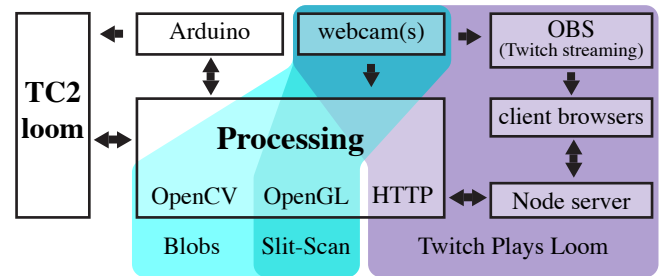 Arduino
webcam(s)
OBS
(Twitch streaming)
TC2
loom
client browsers
Processing
OpenCV
OpenGL
HTTP
Node server
Blobs
Slit-Scan
Twitch Plays Loom